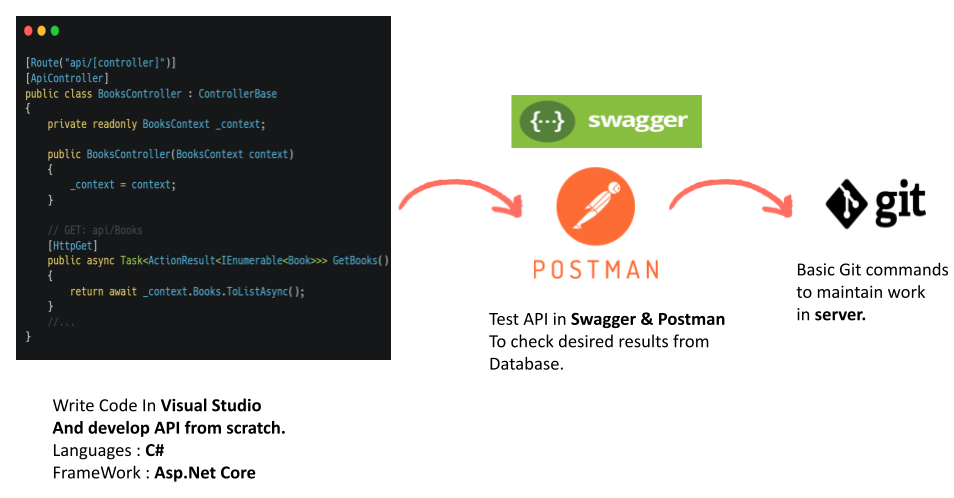 [Route("api/[controller]")]
[ApiController]
public class BooksController : ControllerBase
{
    private readonly BooksContext _context;
    public BooksController(BooksContext context)
    {
        _context = context;
    }
    // GET: api/Books
    [HttpGet]
    public async Task<ActionResult<IEnumerable<Book>>> GetBooks()
    {
        return await _context.Books.ToListAsync();
    }
    //...
}
Write Code In Visual Studio
And develop API from scratch.
Languages : C#
FrameWork : Asp.Net Core
{···} swagger
POSTMAN
Test API in Swagger & Postman
To check desired results from
Database.
git
Basic Git commands
to maintain work
in server.